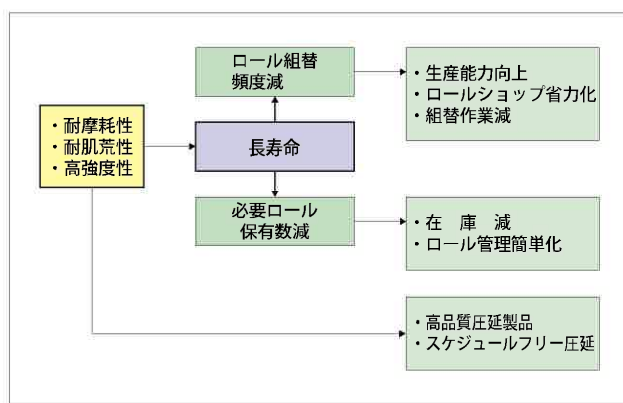 ロール組替
頻度減
・生産能力向上
・ロールショップ省力化
・組替作業減
・耐摩耗性
・耐肌荒性
・高強度性
長寿命
必要ロール
保有数減
・在　庫　減
・ロール管理簡単化
・高品質圧延製品
・スケジュールフリー圧延